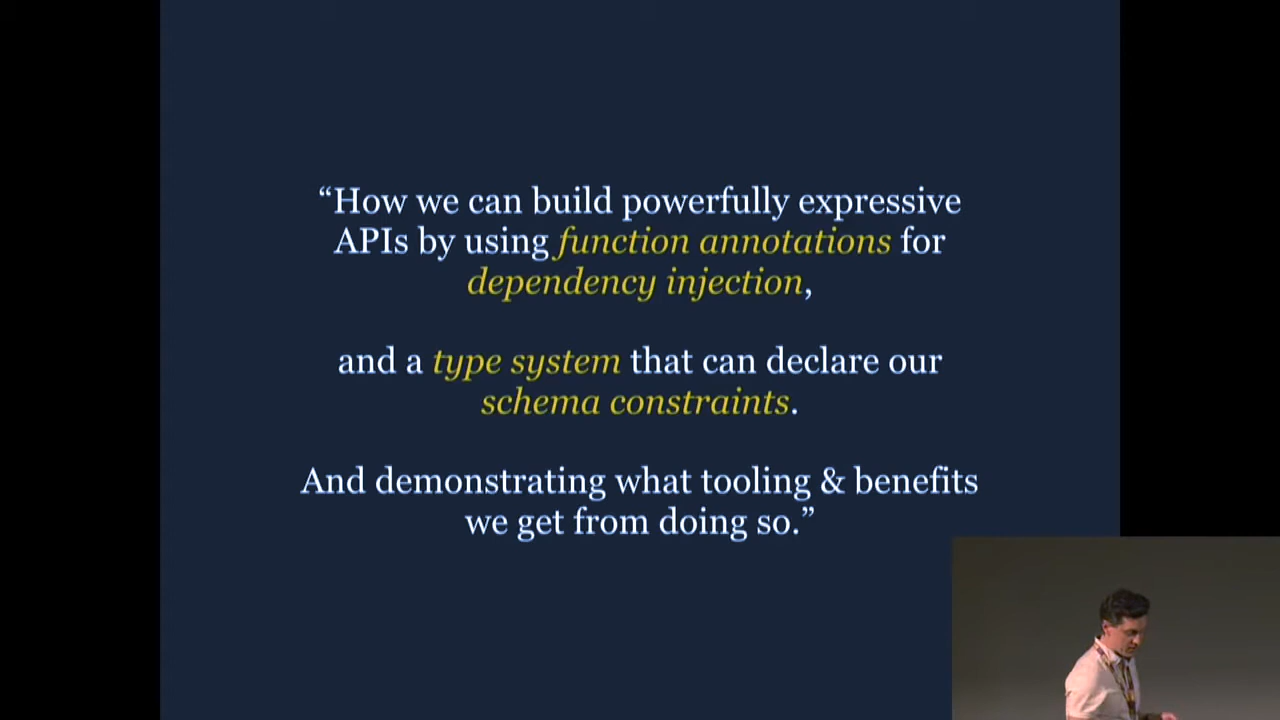 “How we can build powerfully expressive
APIs by using function annotations for
dependency injection,
and a type system that can declare our
schema constraints.
And demonstrating what tooling & benefits
we get from doing so.”